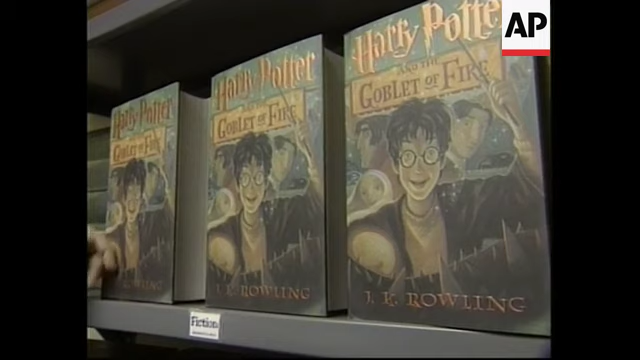 Harry Potter
GOBLET OF FIRE
ROWLING
Harry Potter
GOBLET OF FIRE
J. K. ROWLING
Harry Potter
AND THE
GOBLET OF FIRE
J. K. ROWLING
Fiction
AP